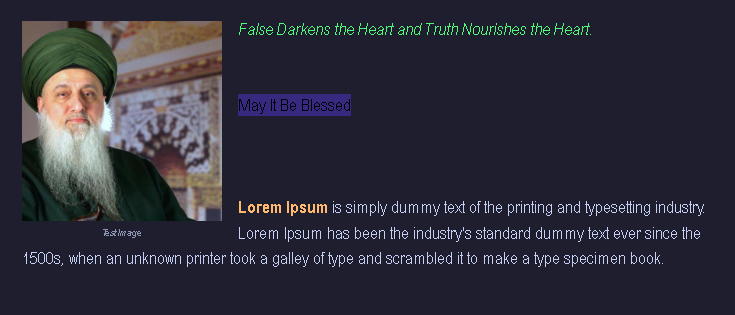 False Darkens the Heart and Truth Nourishes the Heart.
May It Be Blessed
Lorem Ipsum is simply dummy text of the printing and typesetting industry.
Test Image
Lorem Ipsum has been the industry's standard dummy text ever since the
1500s, when an unknown printer took a galley of type and scrambled it to make a type specimen book.